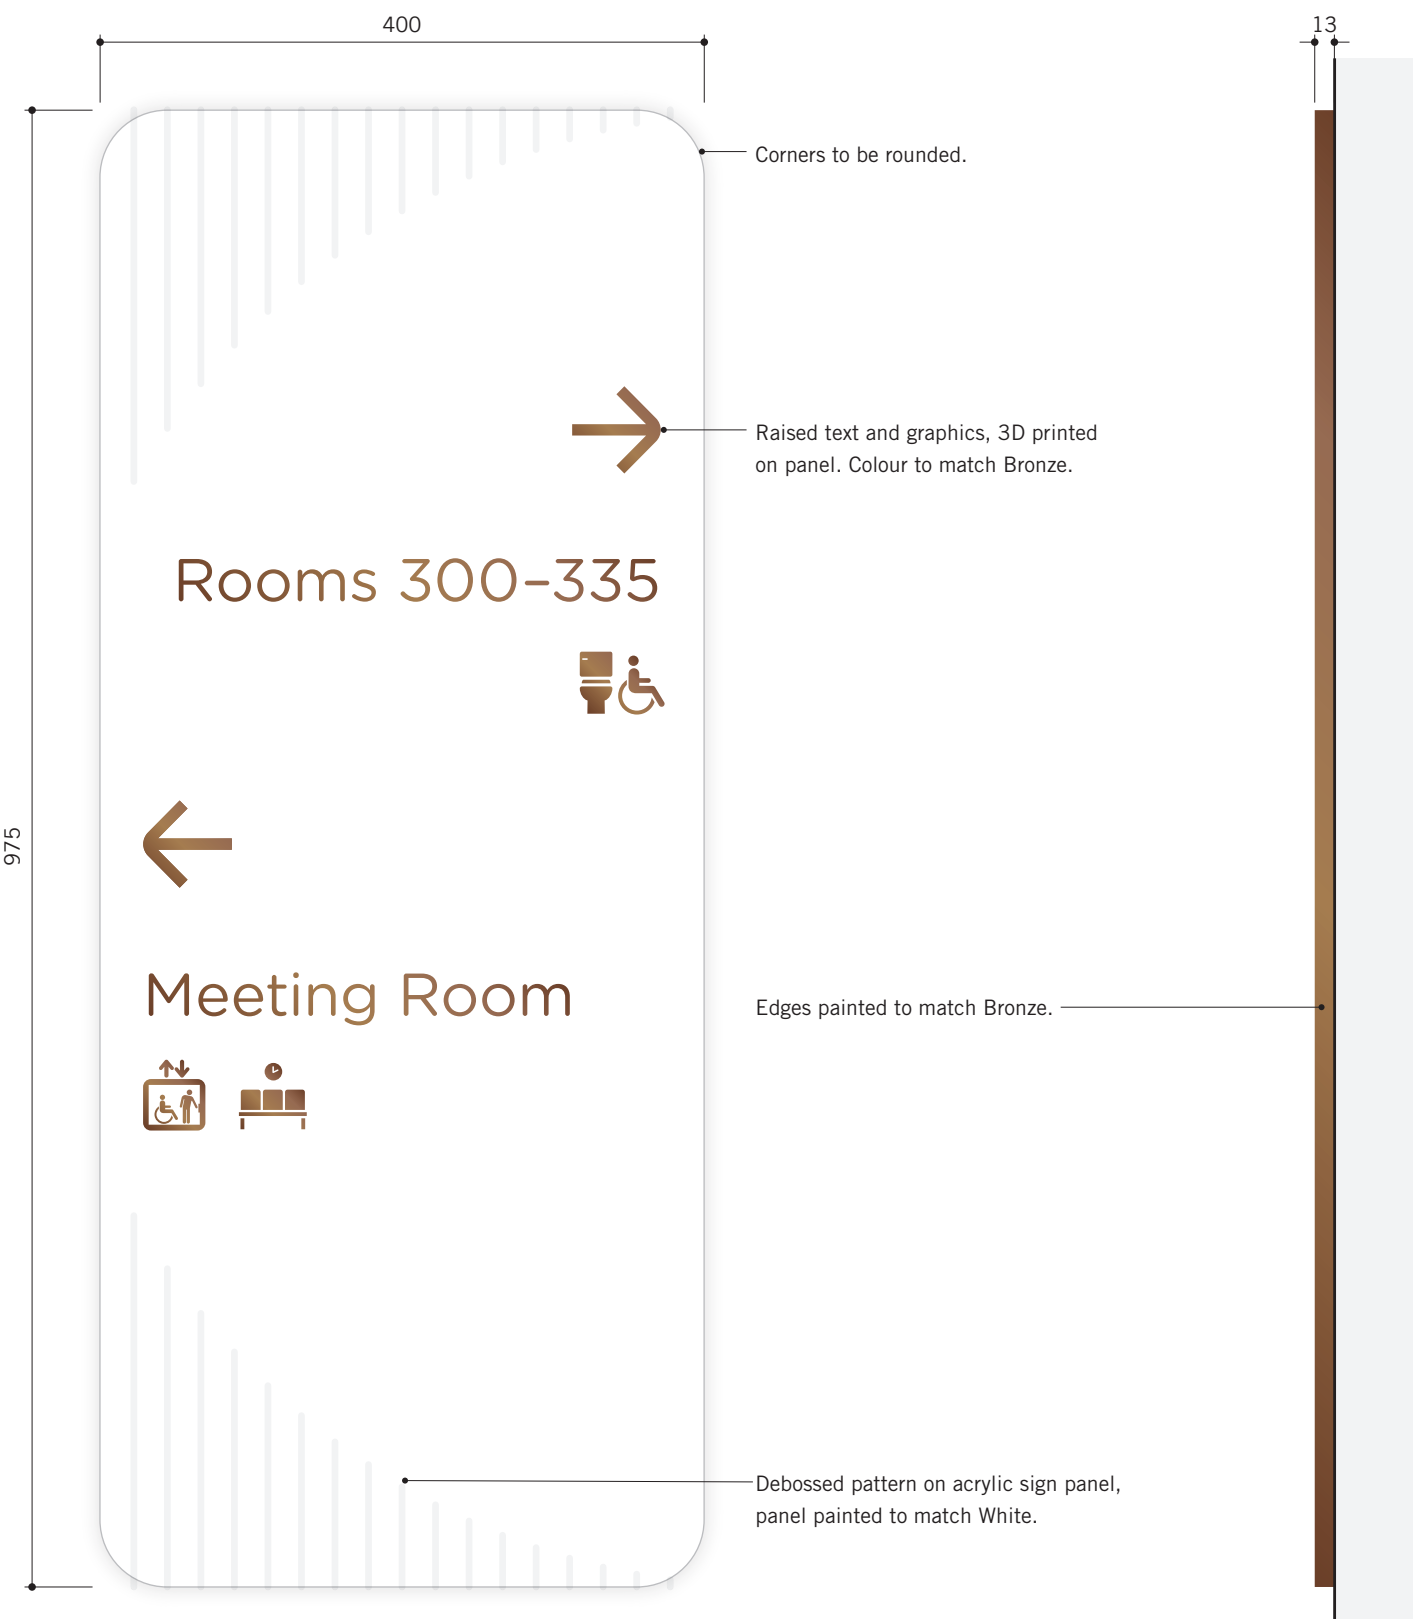 400
13
Corners to be rounded.
Raised text and graphics, 3D printed
on panel. Colour to match Bronze.
Rooms 300–335
975
Meeting Room
Edges painted to match Bronze.
Debossed pattern on acrylic sign panel,
panel painted to match White.